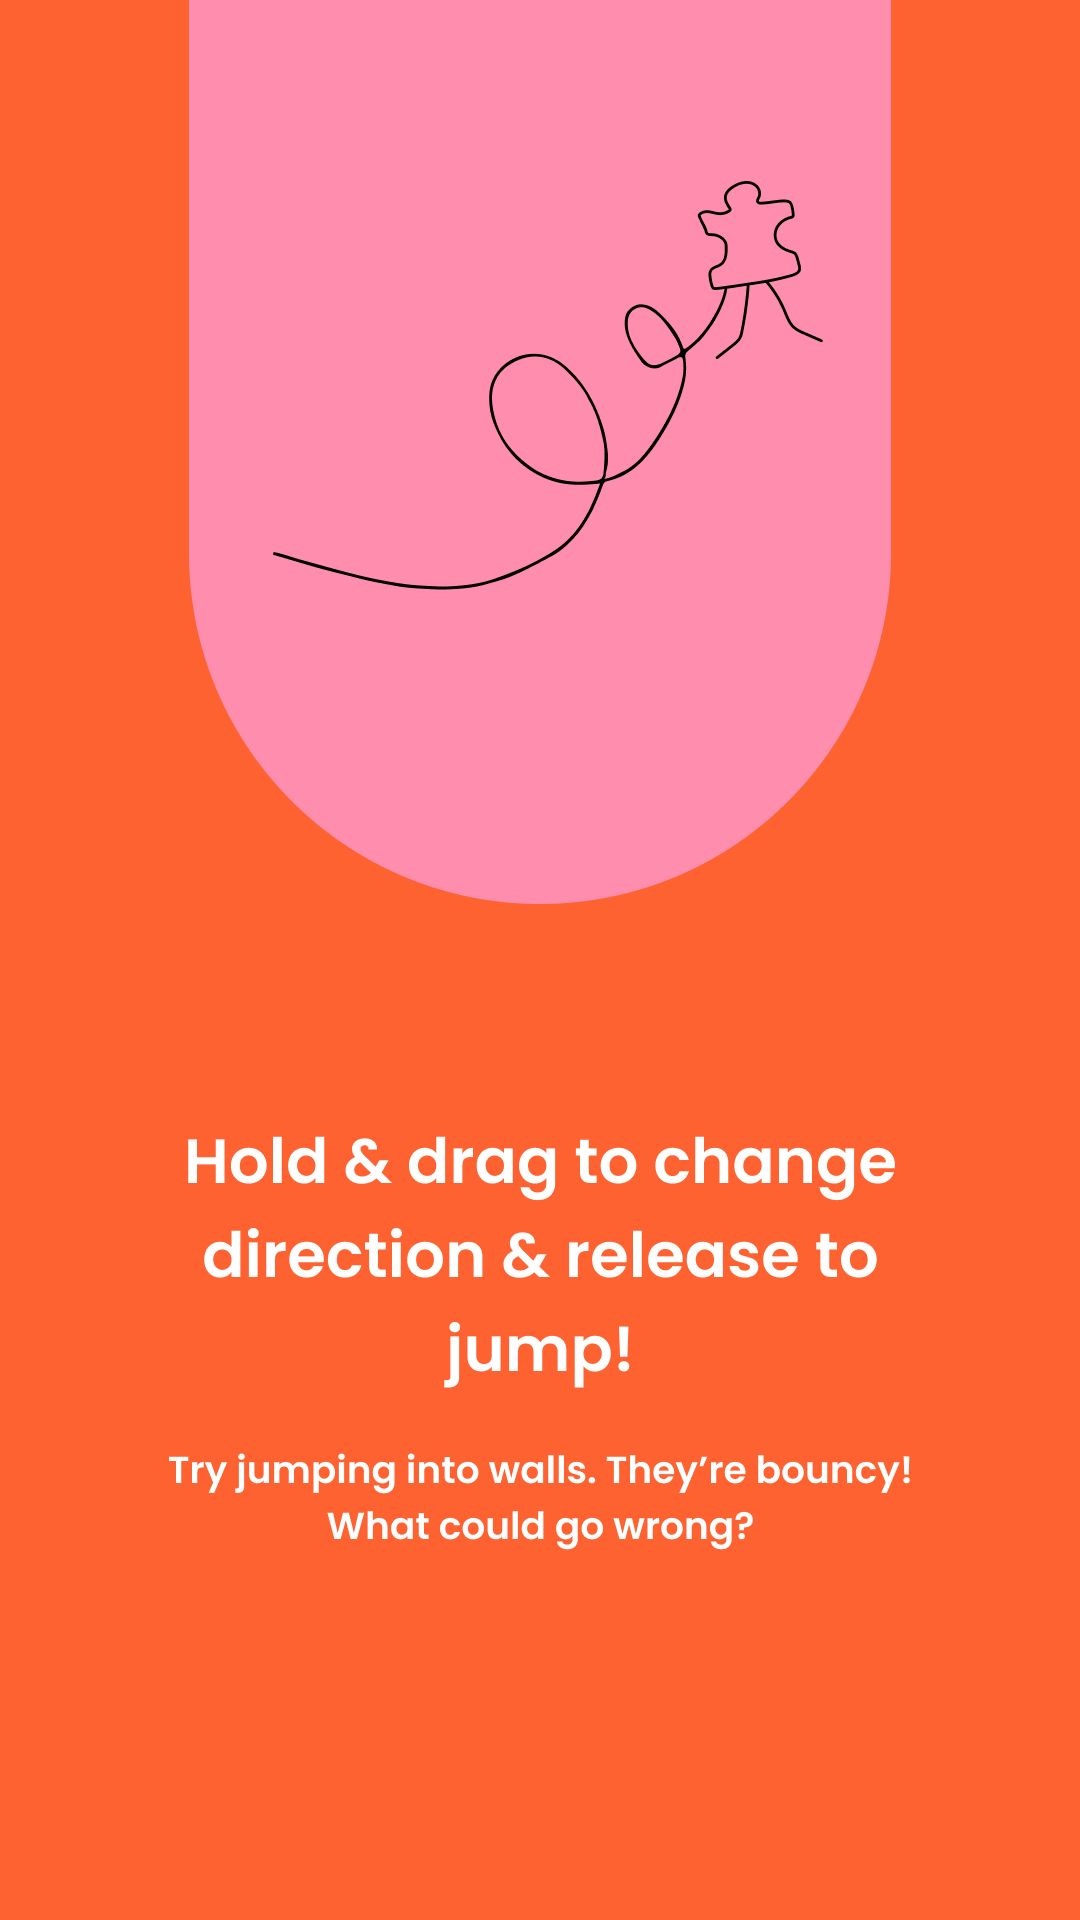 Hold & drag to change
direction & release to
jump!
Try jumping into walls. They’re bouncy!
What could go wrong?